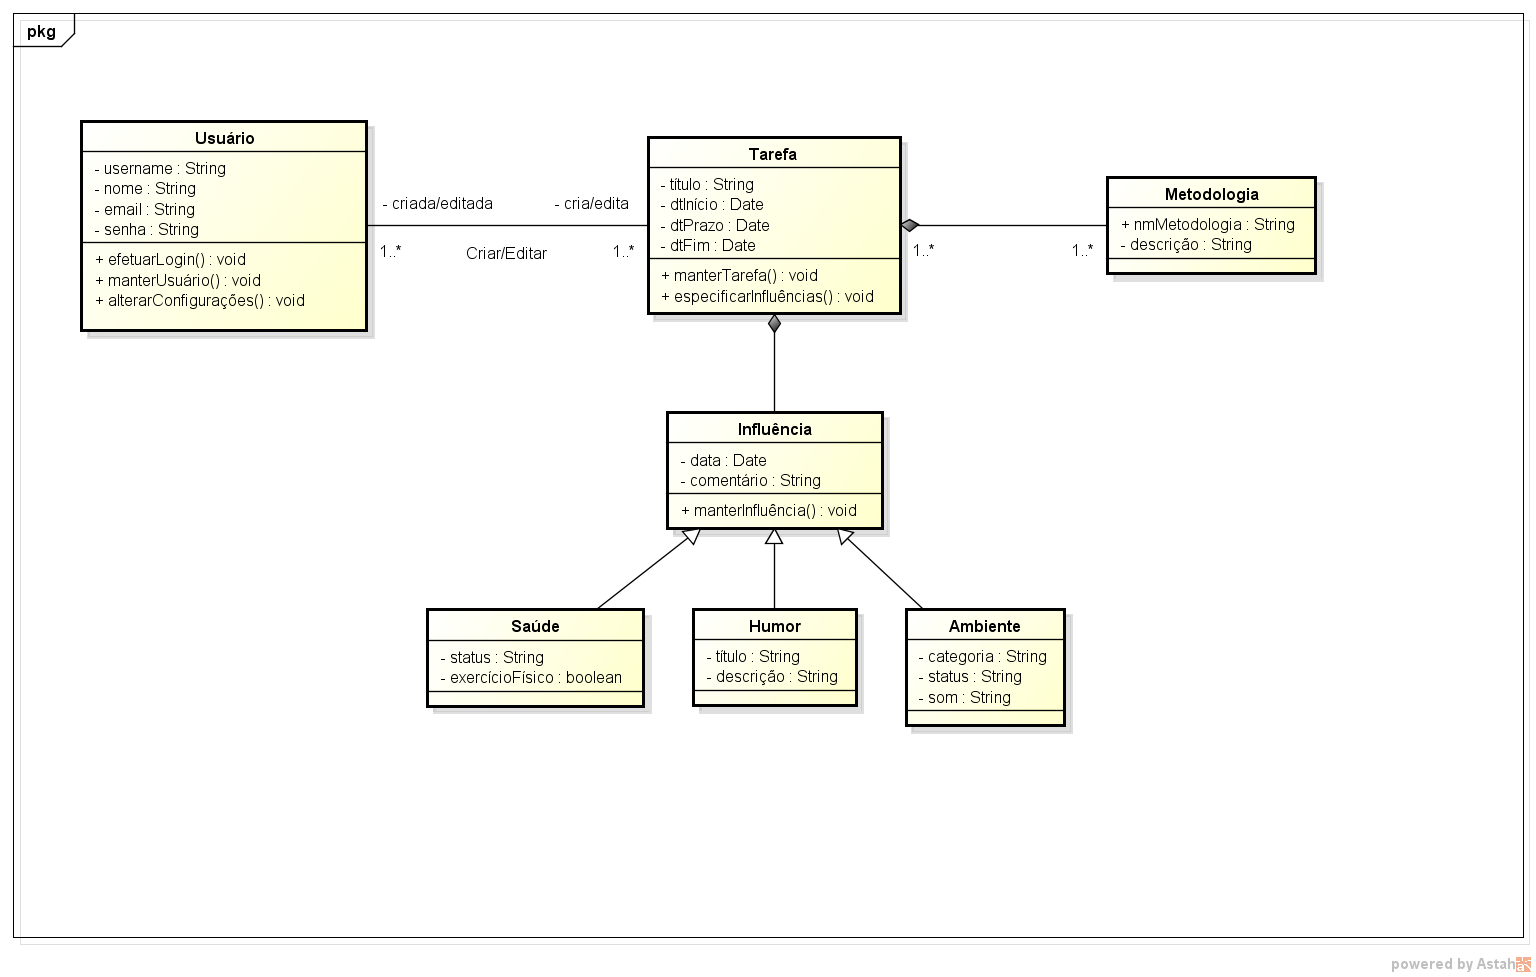 pkg
Usuário
- username : String
- nome : String
- email : String
- senha : String
+ efetuarLogin() : void
+ manterUsuário() : void
+ alterarConfigurações() : void
- criada/editada
- cria/edita
1..*
Criar/Editar
1..*
Tarefa
- título : String
- dtInício : Date
- dtPrazo : Date
- dtFim : Date
+ manterTarefa() : void
+ especificarInfluências() : void
1..*
1..*
Metodologia
+ nmMetodologia : String
- descrição : String
Influência
- data : Date
- comentário : String
+ manterInfluência() : void
Saúde
- status : String
- exercícioFísico : boolean
Humor
- título : String
- descrição : String
Ambiente
- categoria : String
- status : String
- som : String
powered by Astah